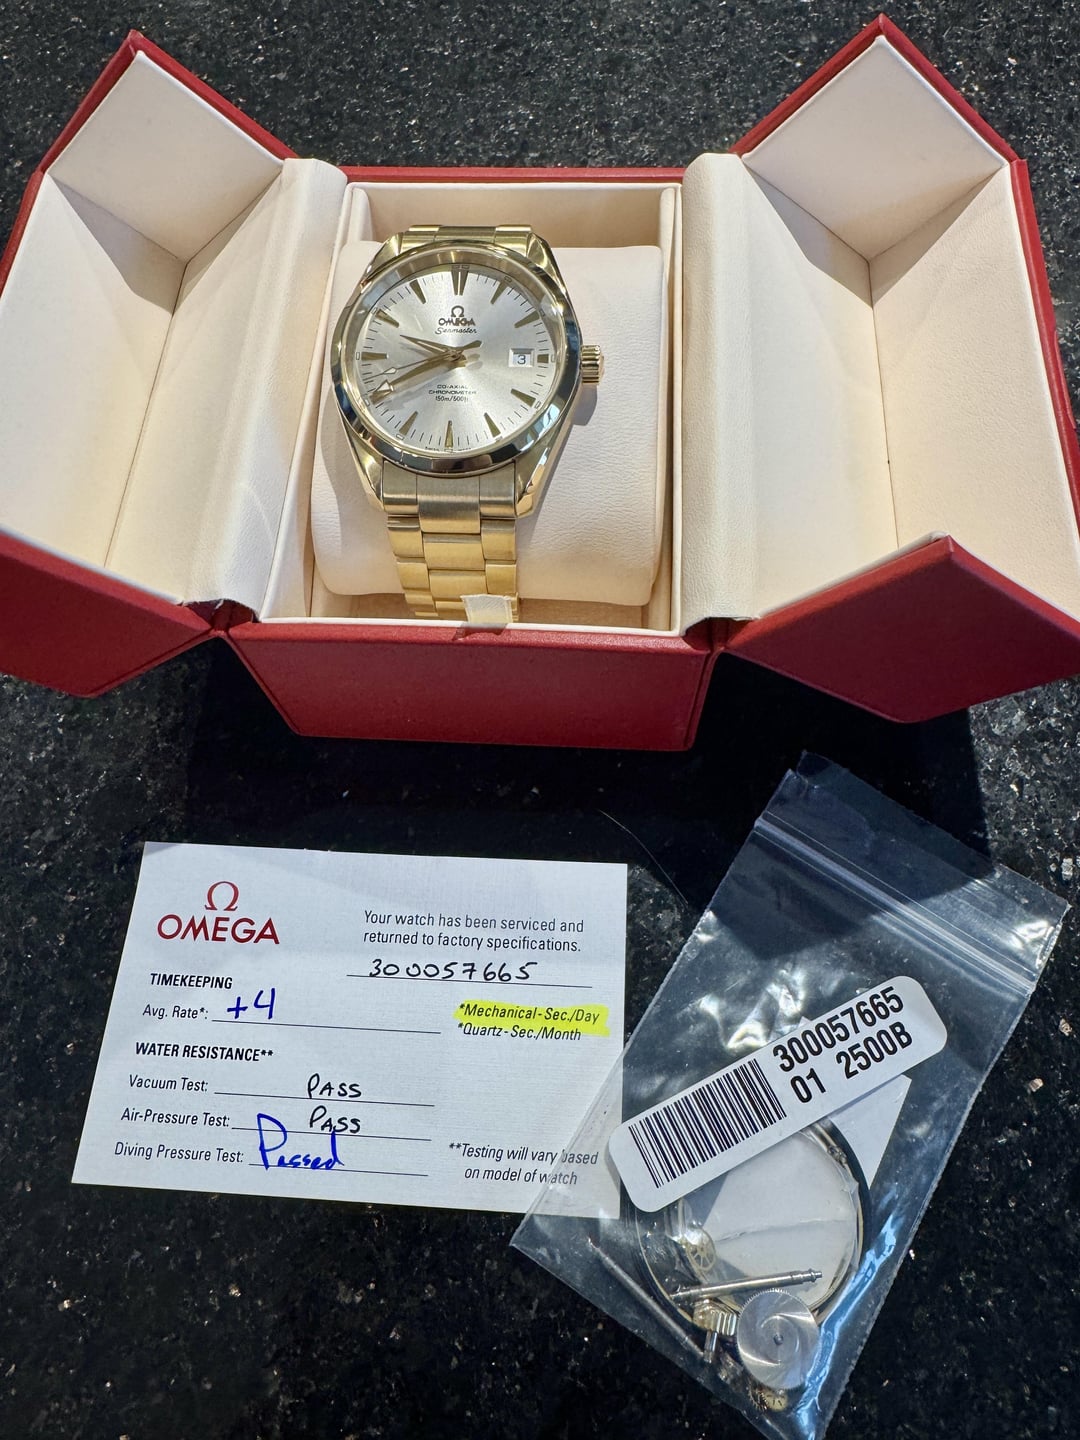 Ω
OMEGA
Seamaster
3
CO-AXIAL
CHRONOMETER
150m/500ft
Ω
OMEGA
Your watch has been serviced and
returned to factory specifications.
300057665
TIMEKEEPING
Avg. Rate*: +4
*Mechanical-Sec./Day
*Quartz-Sec./Month
WATER RESISTANCE**
Vacuum Test: PASS
Air-Pressure Test: PASS
Diving Pressure Test: Passed
**Testing will vary based
on model of watch
300057665
01 2500B